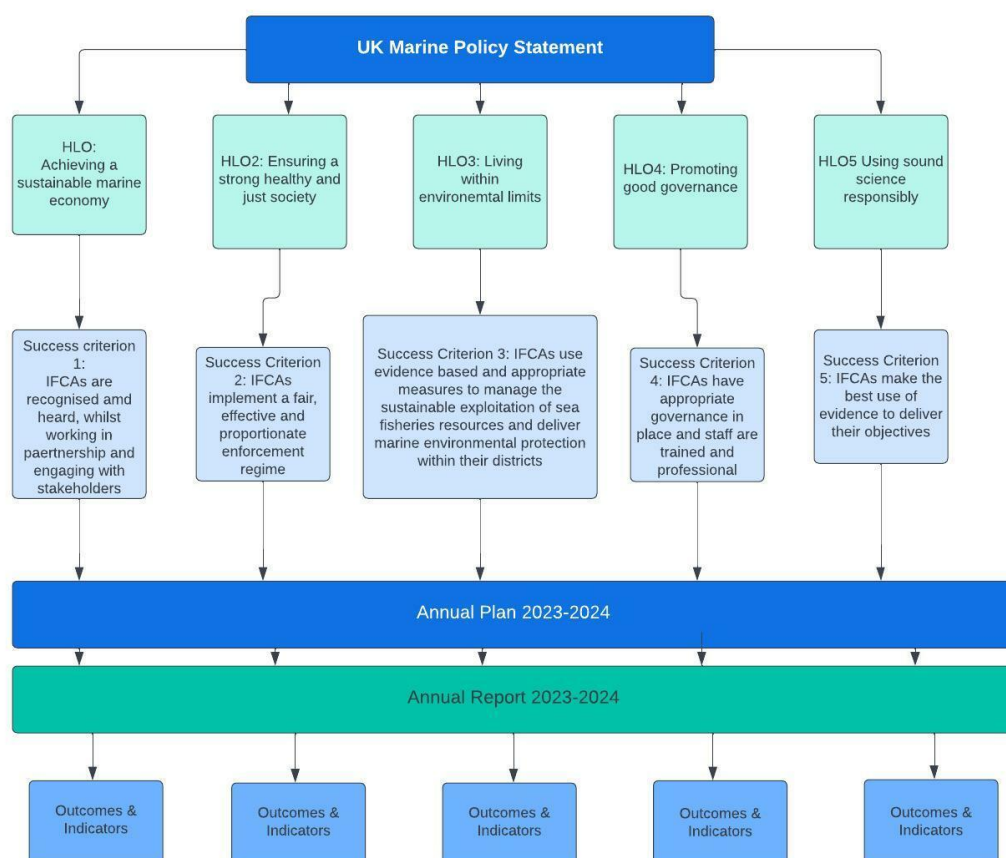 UK Marine Policy Statement
HLO:
Achieving a
sustainable marine
economy
HLO2: Ensuring a
strong healthy and
just society
HLO3: Living
within
environemtal limits
HLO4: Promoting
good governance
HLO5 Using sound
science
responsibly
Success criterion
1:
IFCAs are
recognised amd
heard, whilst
working in
paertnership and
engaging with
stakeholders
Success Criterion
2: IFCAs
implement a fair,
effective and
proportionate
enforcement
regime
Success Criterion 3: IFCAs use
evidence based and appropriate
measures to manage the
sustainable exploitation of sea
fisheries resources and deliver
marine environmental protection
within their districts
Success Criterion
4: IFCAs have
appropriate
governance in
place and staff are
trained and
professional
Success Criterion
5: IFCAs make the
best use of
evidence to deliver
their objectives
Annual Plan 2023-2024
Annual Report 2023-2024
Outcomes &
Indicators
Outcomes &
Indicators
Outcomes &
Indicators
Outcomes &
Indicators
Outcomes &
Indicators